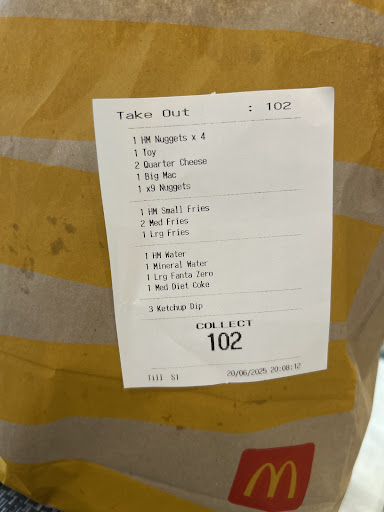 Take Out : 102
1 HM Nuggets x 4
1 Toy
2 Quarter Cheese
1 Big Mac
1 x9 Nuggets
1 HM Small Fries
2 Med Fries
1 Lrg Fries
1 HM Water
1 Mineral Water
1 Lrg Fanta Zero
1 Med Diet Coke
3 Ketchup Dip
COLLECT
102
20/06/2025 20:08:12